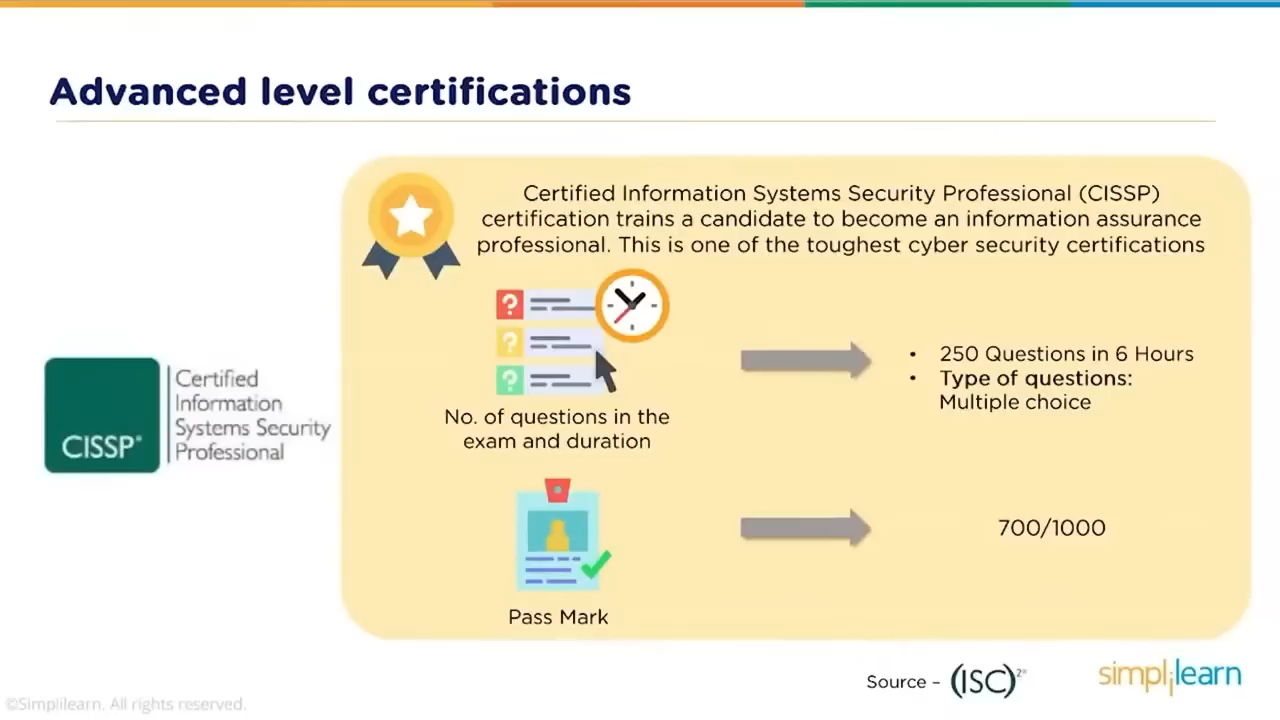 Advanced level certifications
Certified Information Systems Security Professional (CISSP)
certification trains a candidate to become an information assurance
professional. This is one of the toughest cyber security certifications
CISSP®
Certified
Information
Systems Security
Professional
? 
?
?
No. of questions in the
exam and duration
• 250 Questions in 6 Hours
• Type of questions:
Multiple choice
Pass Mark
700/1000
Source – (ISC)²®
simplilearn
©Simplilearn. All rights reserved.